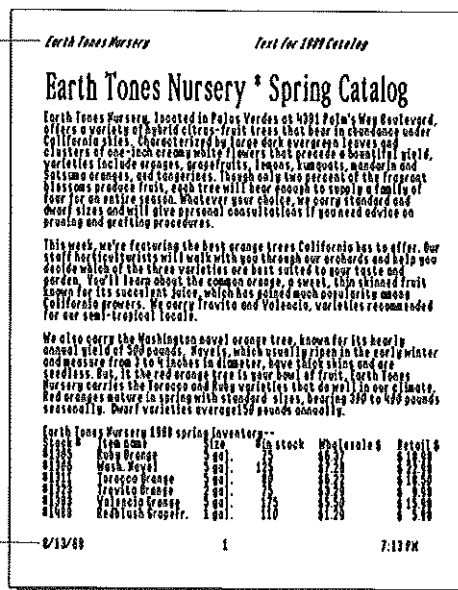 Earth Tones Nursery Text For 1989 Catalog
Earth Tones Nursery * Spring Catalog
Earth Tones Nursery, located in Palos Verdes at 4391 Palm's Way Boulevard,
offers a variety of hybrid citrus-fruit trees that bear in abundance under
California skies. Characterized by large dark evergreen leaves and
clusters of one-inch creamy white flowers that precede a bountiful yield,
varieties include oranges, grapefruits, lemons, kumquats, mandarin and
Satsuma oranges, and tangerines. Though only two percent of the fragrant
blossoms produce fruit, each tree will bear enough to supply a family of
four for an entire season. Whatever your choice, we carry standard and
dwarf sizes and will give personal consultations if you need advice on
pruning and grafting procedures.
This week, we're featuring the best orange trees California has to offer. Our
staff horticulturists will walk with you through our orchards and help you
decide which of the three varieties are best suited to your taste and
garden. You'll learn about the common orange, a sweet, thin skinned fruit
known for its succulent juice, which has gained much popularity among
California growers. We carry Trovita and Valencia, varieties recommended
for our semi-tropical locale.
We also carry the Washington navel orange tree, known for its hearty
annual yield of 500 pounds. Navels, which usually ripen in the early winter
and measure from 3 to 4 inches in diameter, have thick skins and are
seedless. But, if the red orange tree is your bowl of fruit, Earth Tones
Nursery carries the Torocco and Ruby varieties that do well in our climate.
Red oranges mature in spring with standard sizes, bearing 350 to 400 pounds
seasonally. Dwarf varieties average 150 pounds annually.
Earth Tones Nursery 1988 spring Inventory--
Stock # Item name Size #in stock Wholesale $ Retail $
Ruby Orange 5 gal. 75
Wash. Navel 5 gal. 125
Torocco Orange gal.
Trovita Orange gal.
Valencia Orange gal. 175
Redblush Grapefr. gal. 110
8/13/88 1 7:13 PM